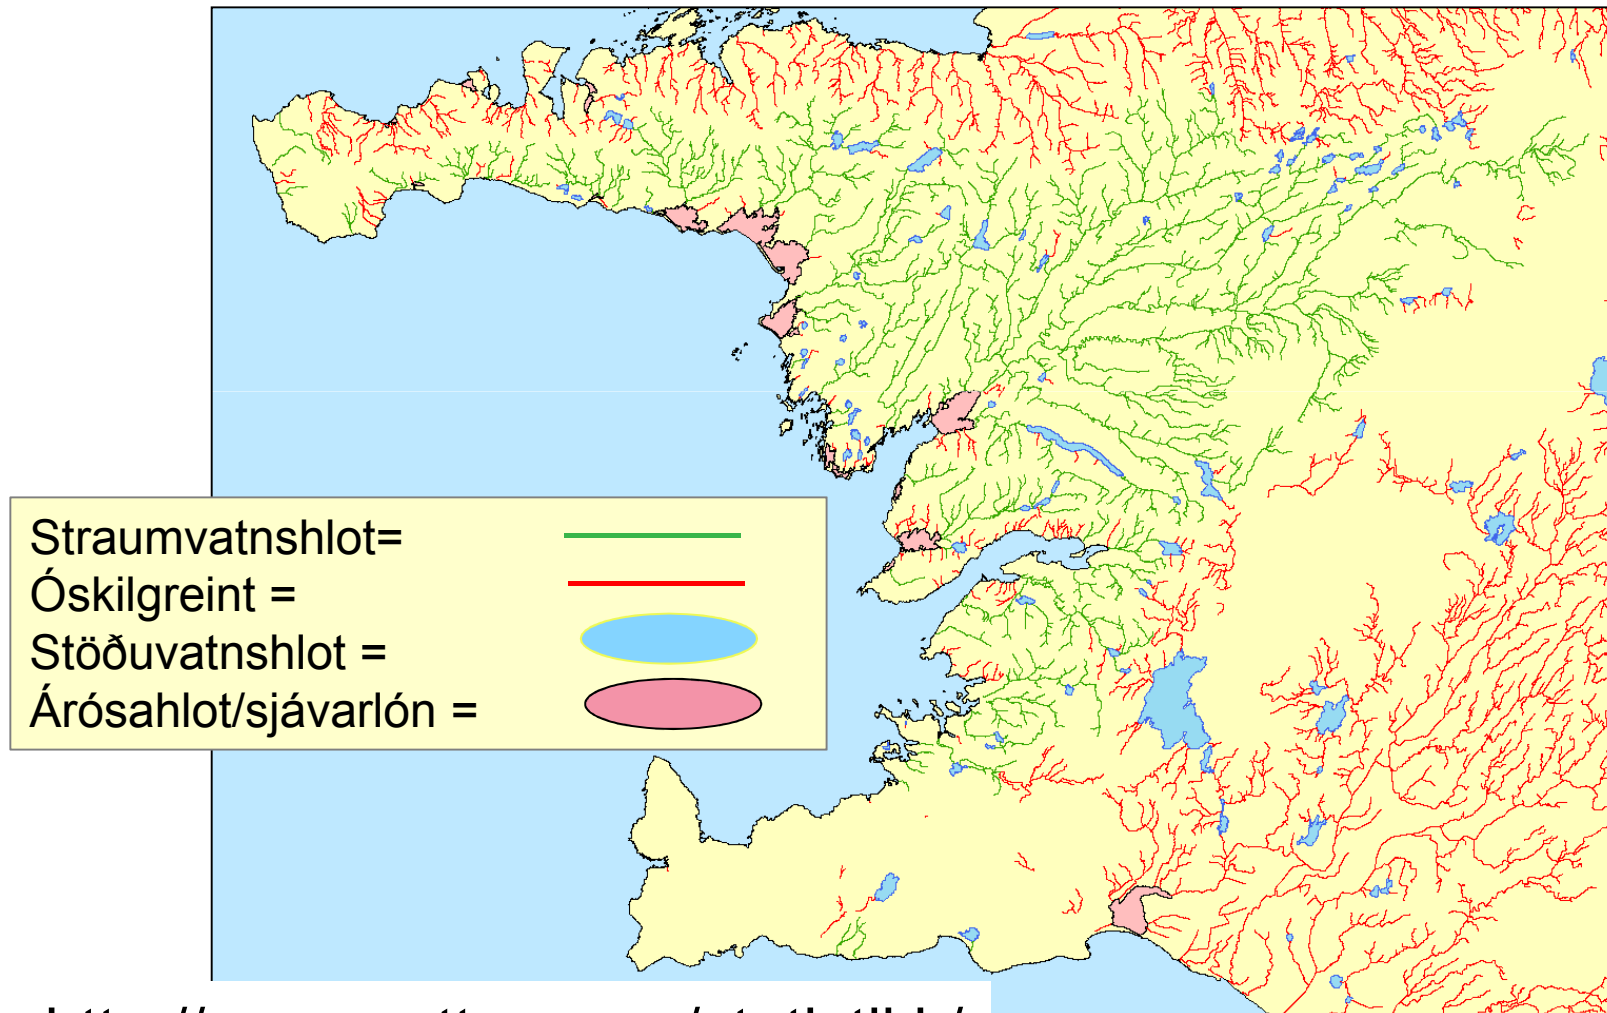 Straumvatnshlot=
Óskilgreint =
Stöðuvatnshlot =
Árósahlot/sjávarlón =